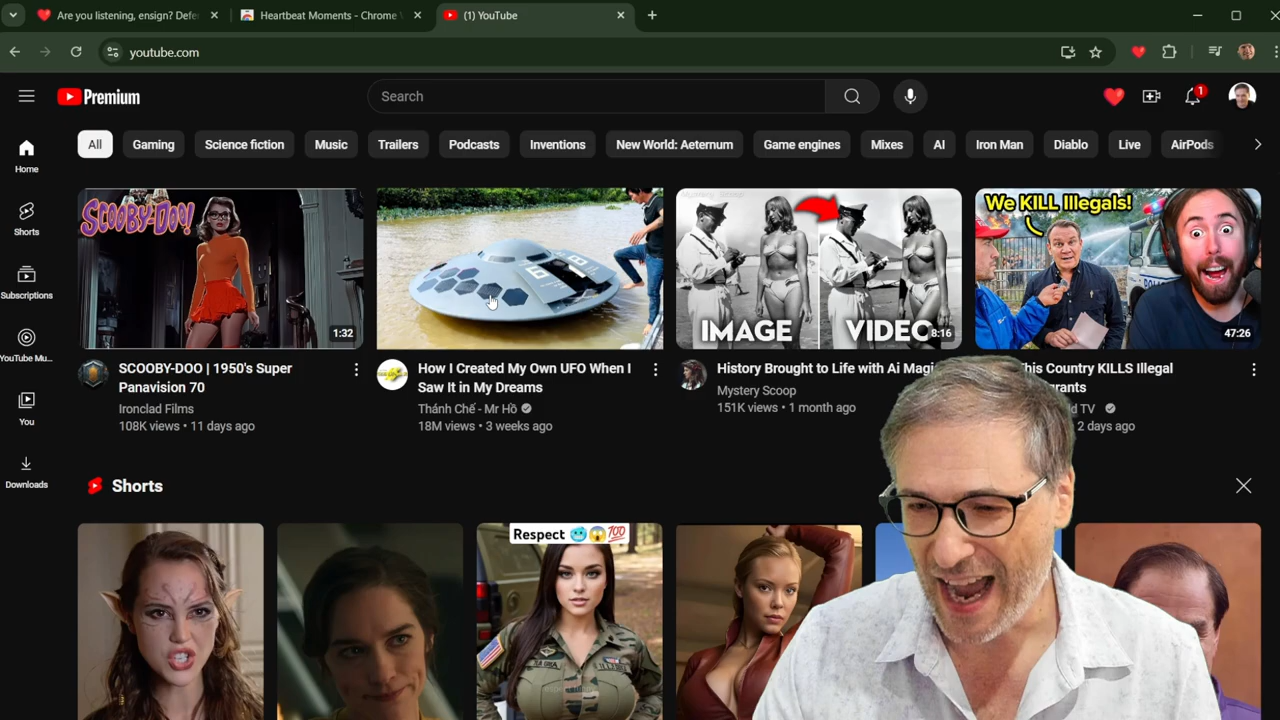 Are you listening, ensign? Defe
Heartbeat Moments - Chrome
(1) YouTube
youtube.com
Premium
Search
1
All
Gaming
Science fiction
Music
Trailers
Podcasts
Inventions
New World: Aeternum
Game engines
Mixes
AI
Iron Man
Diablo
Live
AirPods
Home
Shorts
Subscriptions
YouTube Mu...
You
Downloads
SCOOBY-DOO!
1:32
IMAGE
VIDEO
8:16
We KILL Illegals!
47:26
SCOOBY-DOO | 1950's Super
Panavision 70
Ironclad Films
108K views • 11 days ago
How I Created My Own UFO When I
Saw It in My Dreams
Thánh Chế - Mr Hồ
18M views • 3 weeks ago
History Brought to Life with Ai Magi
Mystery Scoop
151K views • 1 month ago
This Country KILLS Illegal
rants
d TV
2 days ago
Shorts
Respect 🥶😱💯